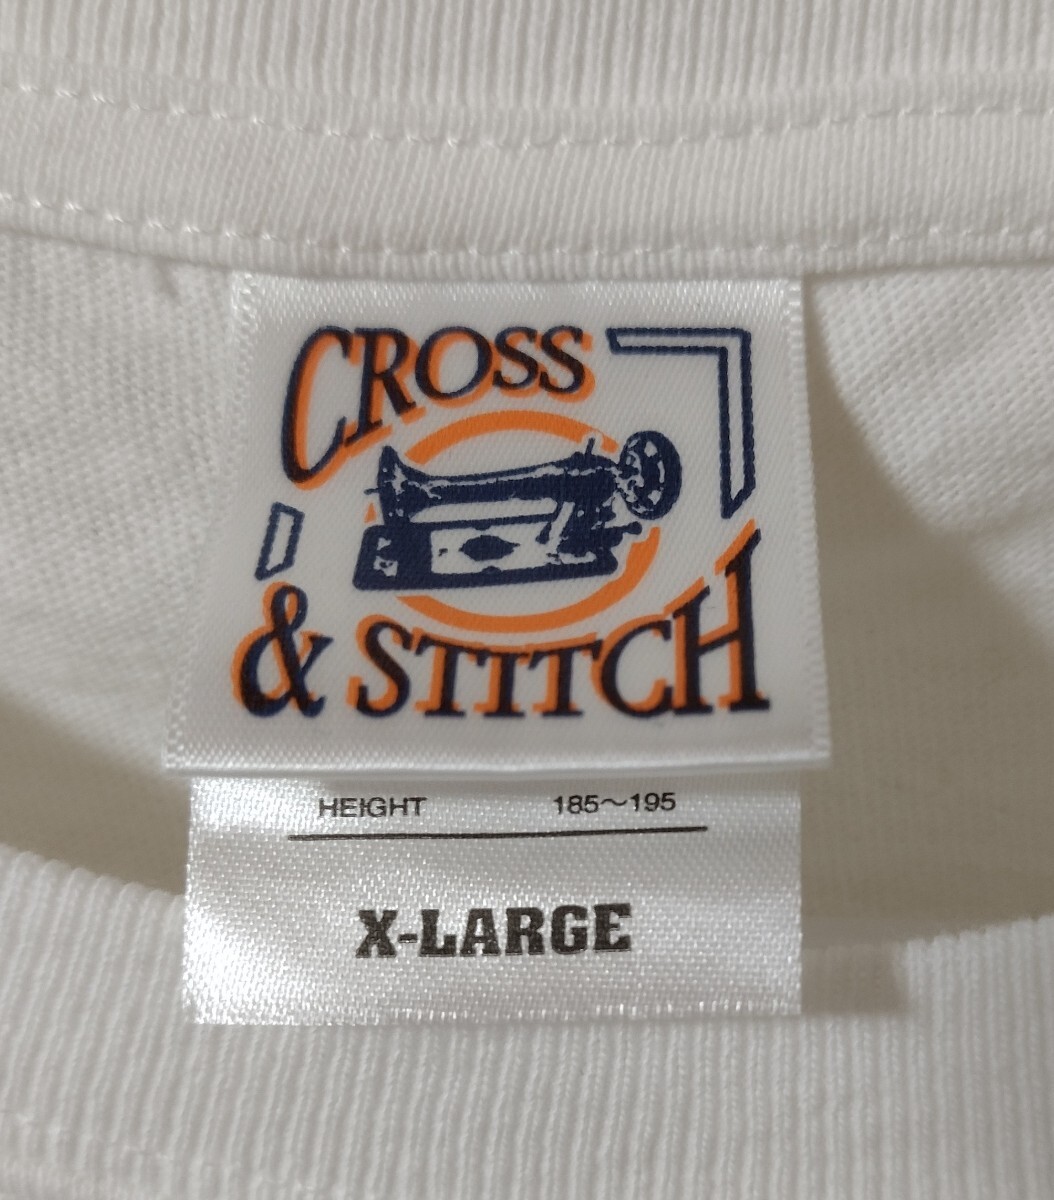 CROSS
& STITCH
HEIGHT 185～195
X-LARGE